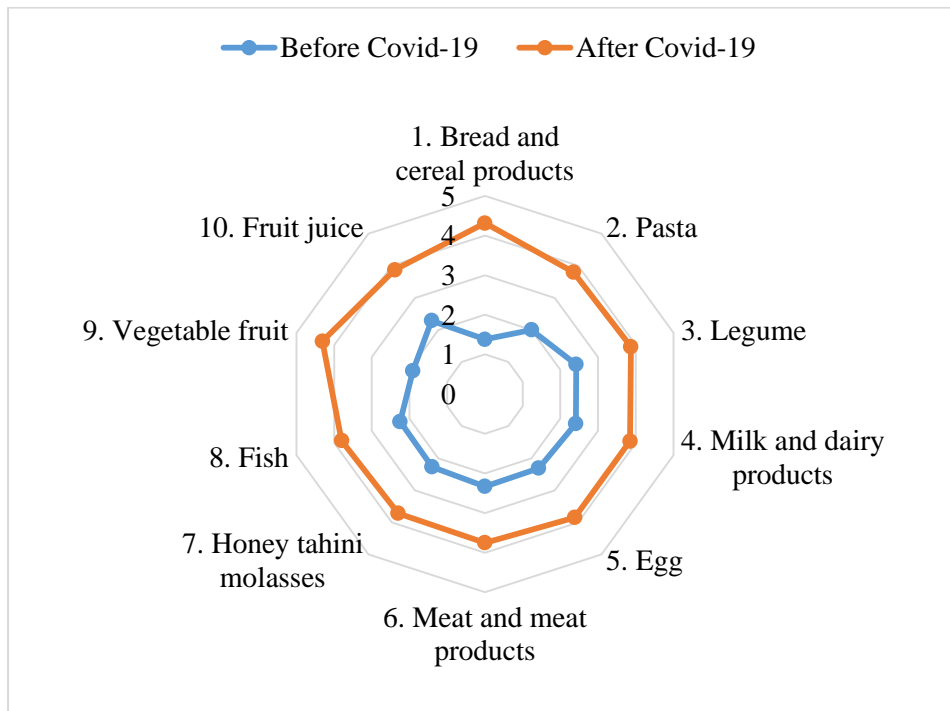 Before Covid-19 After Covid-19
1. Bread and
cereal products
5
10. Fruit juice
2. Pasta
4
3
9. Vegetable fruit
3. Legume
2
1
0
8. Fish
4. Milk and dairy
products
7. Honey tahini
molasses
5. Egg
6. Meat and meat
products